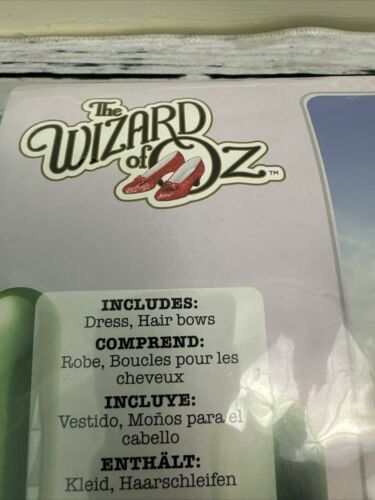 The
WIZARD
of OZ ™
INCLUDES:
Dress, Hair bows
COMPREND:
Robe, Boucles pour les
cheveux
INCLUYE:
Vestido, Moños para el
cabello
ENTHÄLT:
Kleid, Haarschleifen